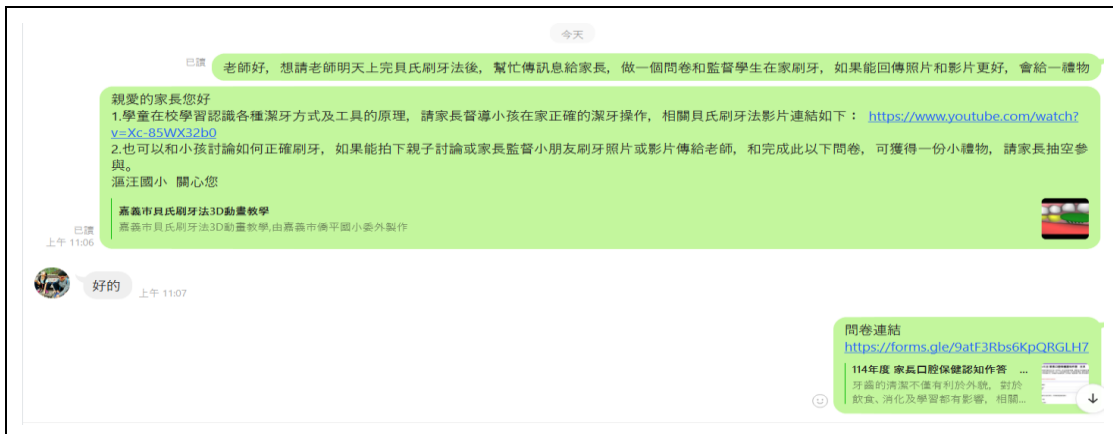 今天
已讀
老師好，想請老師明天上完貝氏刷牙法後，幫忙傳訊息給家長，做一個問卷和監督學生在家刷牙，如果能回傳照片和影片更好，會給一禮物
親愛的家長您好
1.學童在校學習認識各種潔牙方式及工具的原理，請家長督導小孩在家正確的潔牙操作，相關貝氏刷牙法影片連結如下： https://www.youtube.com/watch?
v=Xc-85WX32b0
2.也可以和小孩討論如何正確刷牙，如果能拍下親子討論或家長監督小朋友刷牙照片或影片傳給老師，和完成此以下問卷，可獲得一份小禮物，請家長抽空參
與。
漚汪國小 關心您
嘉義市貝氏刷牙法3D動畫教學
嘉義市貝氏刷牙法3D動畫教學,由嘉義市僑平國小委外製作
已讀
上午 11:06
好的
上午 11:07
問卷連結
https://forms.gle/9atF3Rbs6KpQRGLH7
114年度 家長口腔保健認知作答 ...
牙齒的清潔不僅有利於外貌，對於
飲食、消化及學習都有影響，相關...